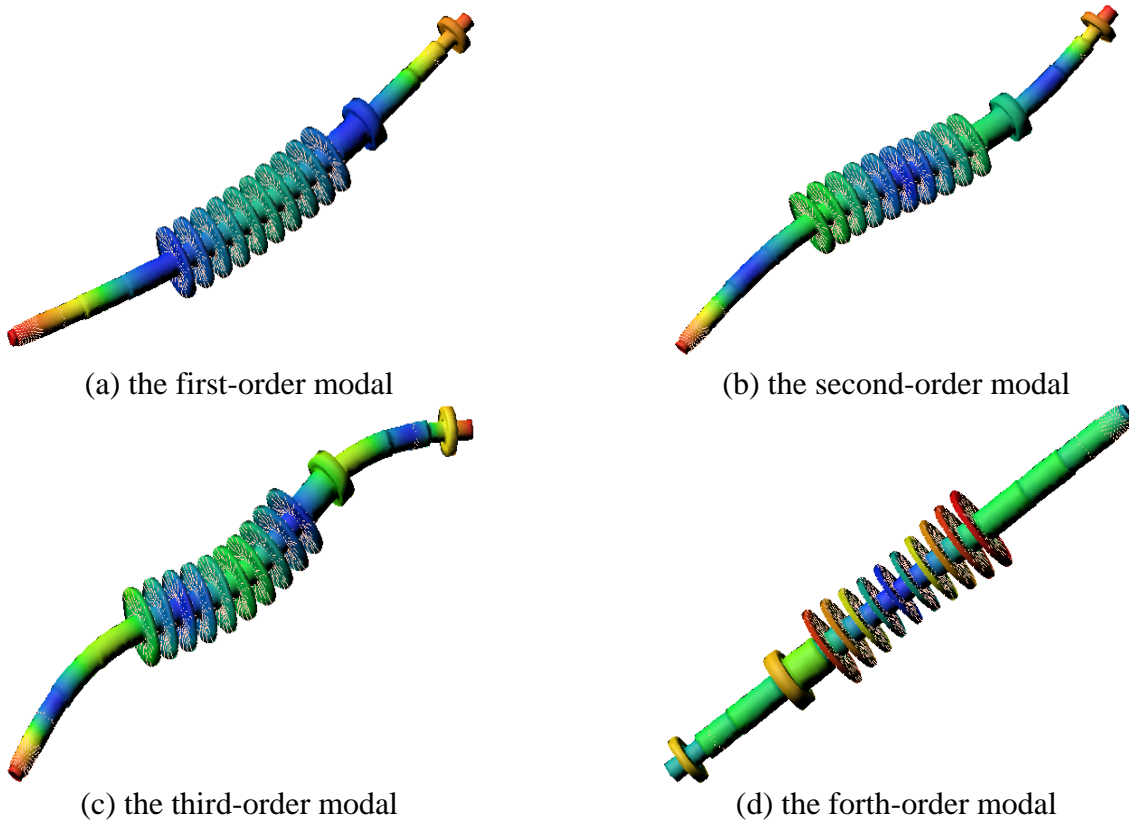 (a) the first-order modal
(b) the second-order modal
(c) the third-order modal
(d) the forth-order modal